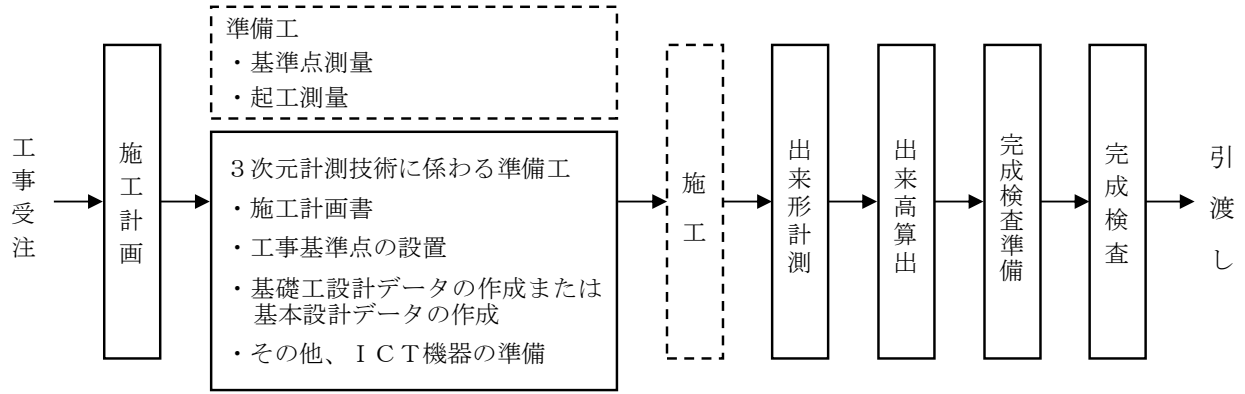 工事受注
施工計画
準備工
・基準点測量
・起工測量
３次元計測技術に係わる準備工
・施工計画書
・工事基準点の設置
・基礎工設計データの作成または
基本設計データの作成
・その他、ＩＣＴ機器の準備
施工
出来形計測
出来高算出
完成検査準備
完成検査
引渡し